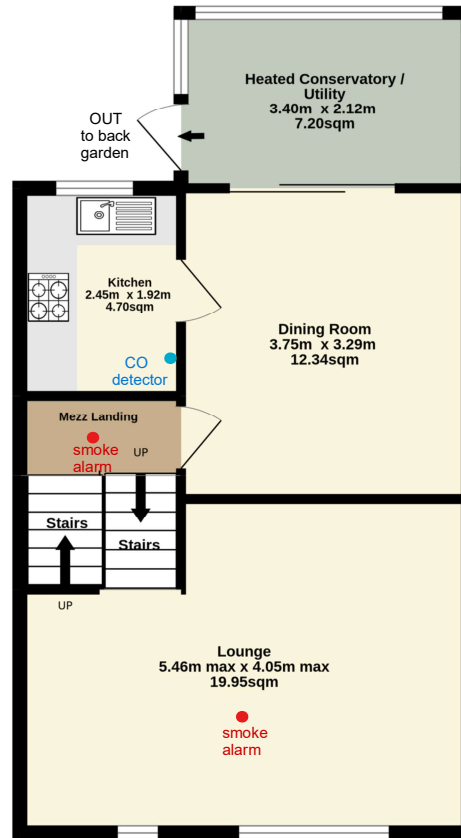 Heated Conservatory /
Utility
3.40m x 2.12m
7.20sqm
OUT
to back
garden
Kitchen
2.45m x 1.92m
4.70sqm
Dining Room
3.75m x 3.29m
12.34sqm
CO
detector
Mezz Landing
smoke
alarm
UP
Stairs
Stairs
UP
Lounge
5.46m max x 4.05m max
19.95sqm
smoke
alarm